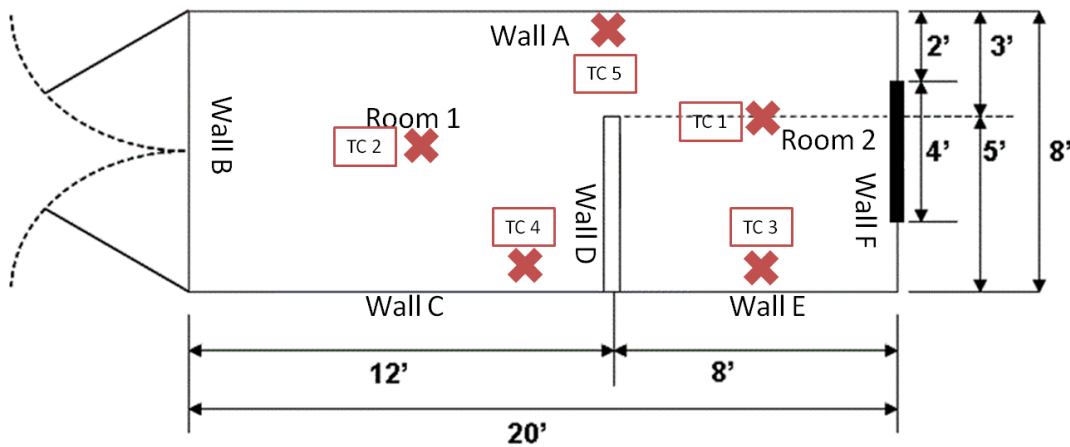 Wall A
TC 5
2’
3’
Room 1
TC 1
Wall B
TC 2
Room 2
4’
5’
8’
TC 4
Wall D
TC 3
Wall F
Wall C
Wall E
12’
8’
20’